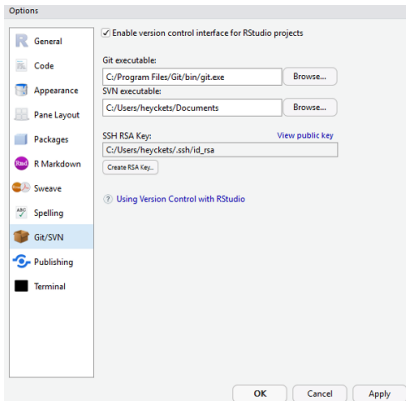 Options
General
Code
Appearance
Pane Layout
Packages
R Markdown
Sweave
Spelling
Git/SVN
Publishing
Terminal
Enable version control interface for RStudio projects
Git executable:
C:/Program Files/Git/bin/git.exe Browse...
SVN executable:
C:/Users/heyckets/Documents Browse...
SSH RSA Key: View public key
C:/Users/heyckets/.ssh/id_rsa
Create RSA Key...
? Using Version Control with RStudio
OK Cancel Apply